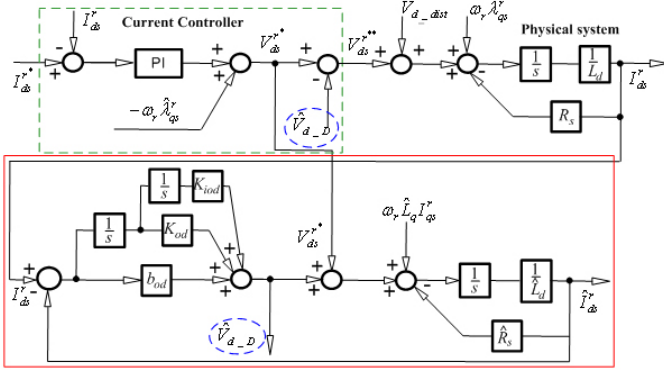 I_ds^r
Current Controller
V_ds^r*
V_ds^r**
V_d_dist
ω_r λ_qs^r
Physical system
I_ds^r*
PI
1/s
1/L_d
I_ds^r
-ω_r λ̂_qs^r
V̂_d_D
R_s
1/s
K_iod
1/s
K_od
V_ds^r*
ω_r L̂_q I_qs^r
I_ds^r
b_od
1/s
1/L̂_d
Î_ds^r
V̂_d_D
R̂_s